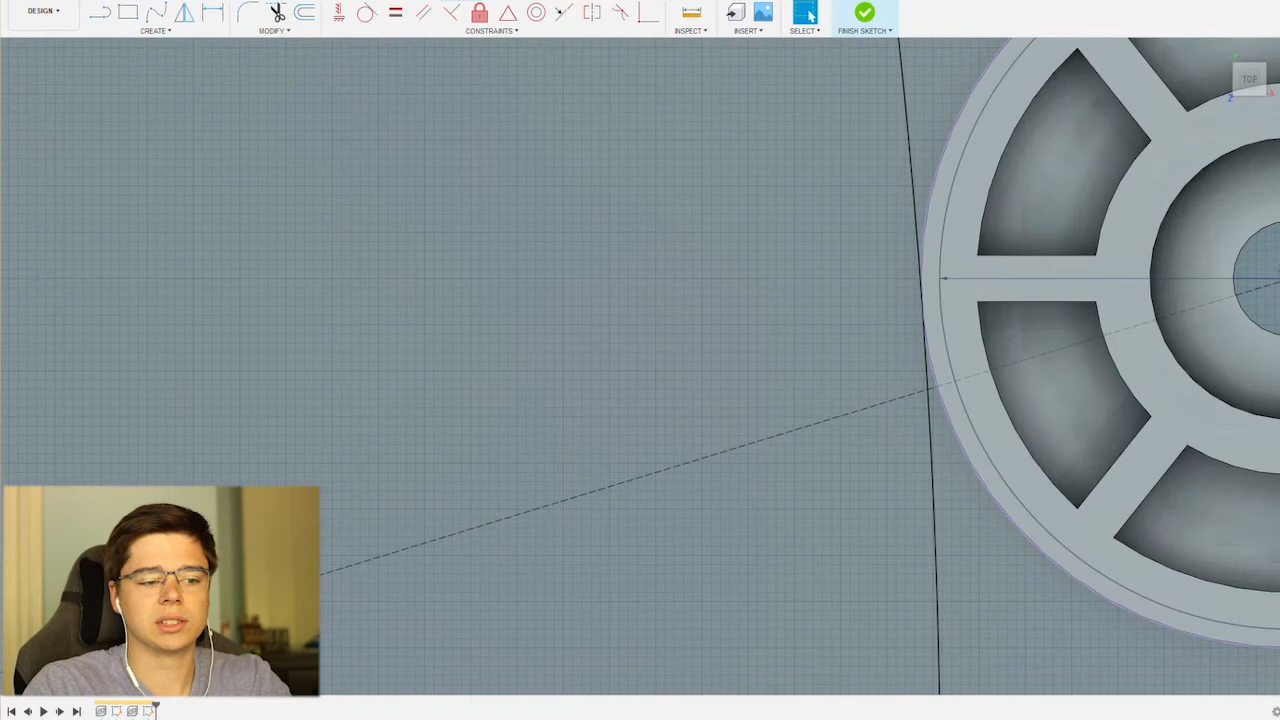 DESIGN
CREATE
MODIFY
CONSTRAINTS
INSPECT
INSERT
SELECT
FINISH SKETCH
TOP
Y
Z
X